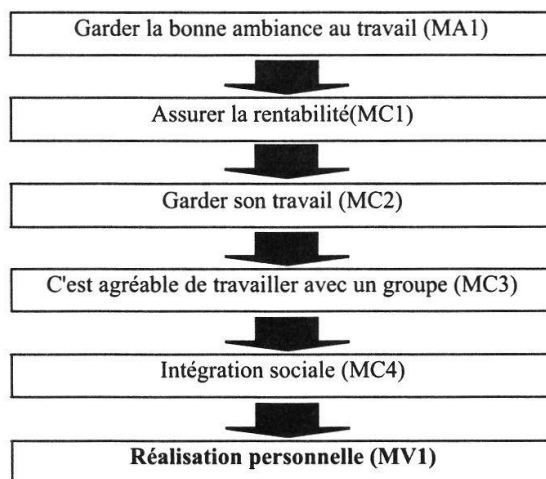 Garder la bonne ambiance au travail (MA1)
Assurer la rentabilité(MC1)
Garder son travail (MC2)
C'est agréable de travailler avec un groupe (MC3)
Intégration sociale (MC4)
Réalisation personnelle (MV1)